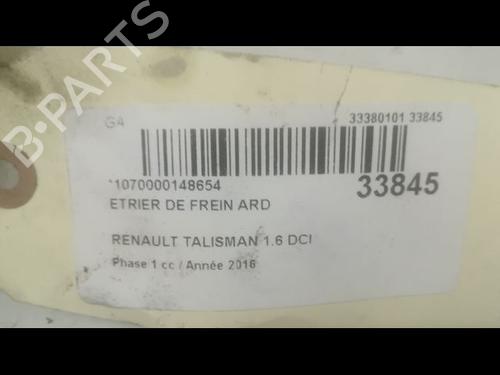 B-PARTS
G4
33380101 33845
*1070000148654
33845
ETRIER DE FREIN ARD
RENAULT TALISMAN 1.6 DCI
Phase 1 cc / Année 2016